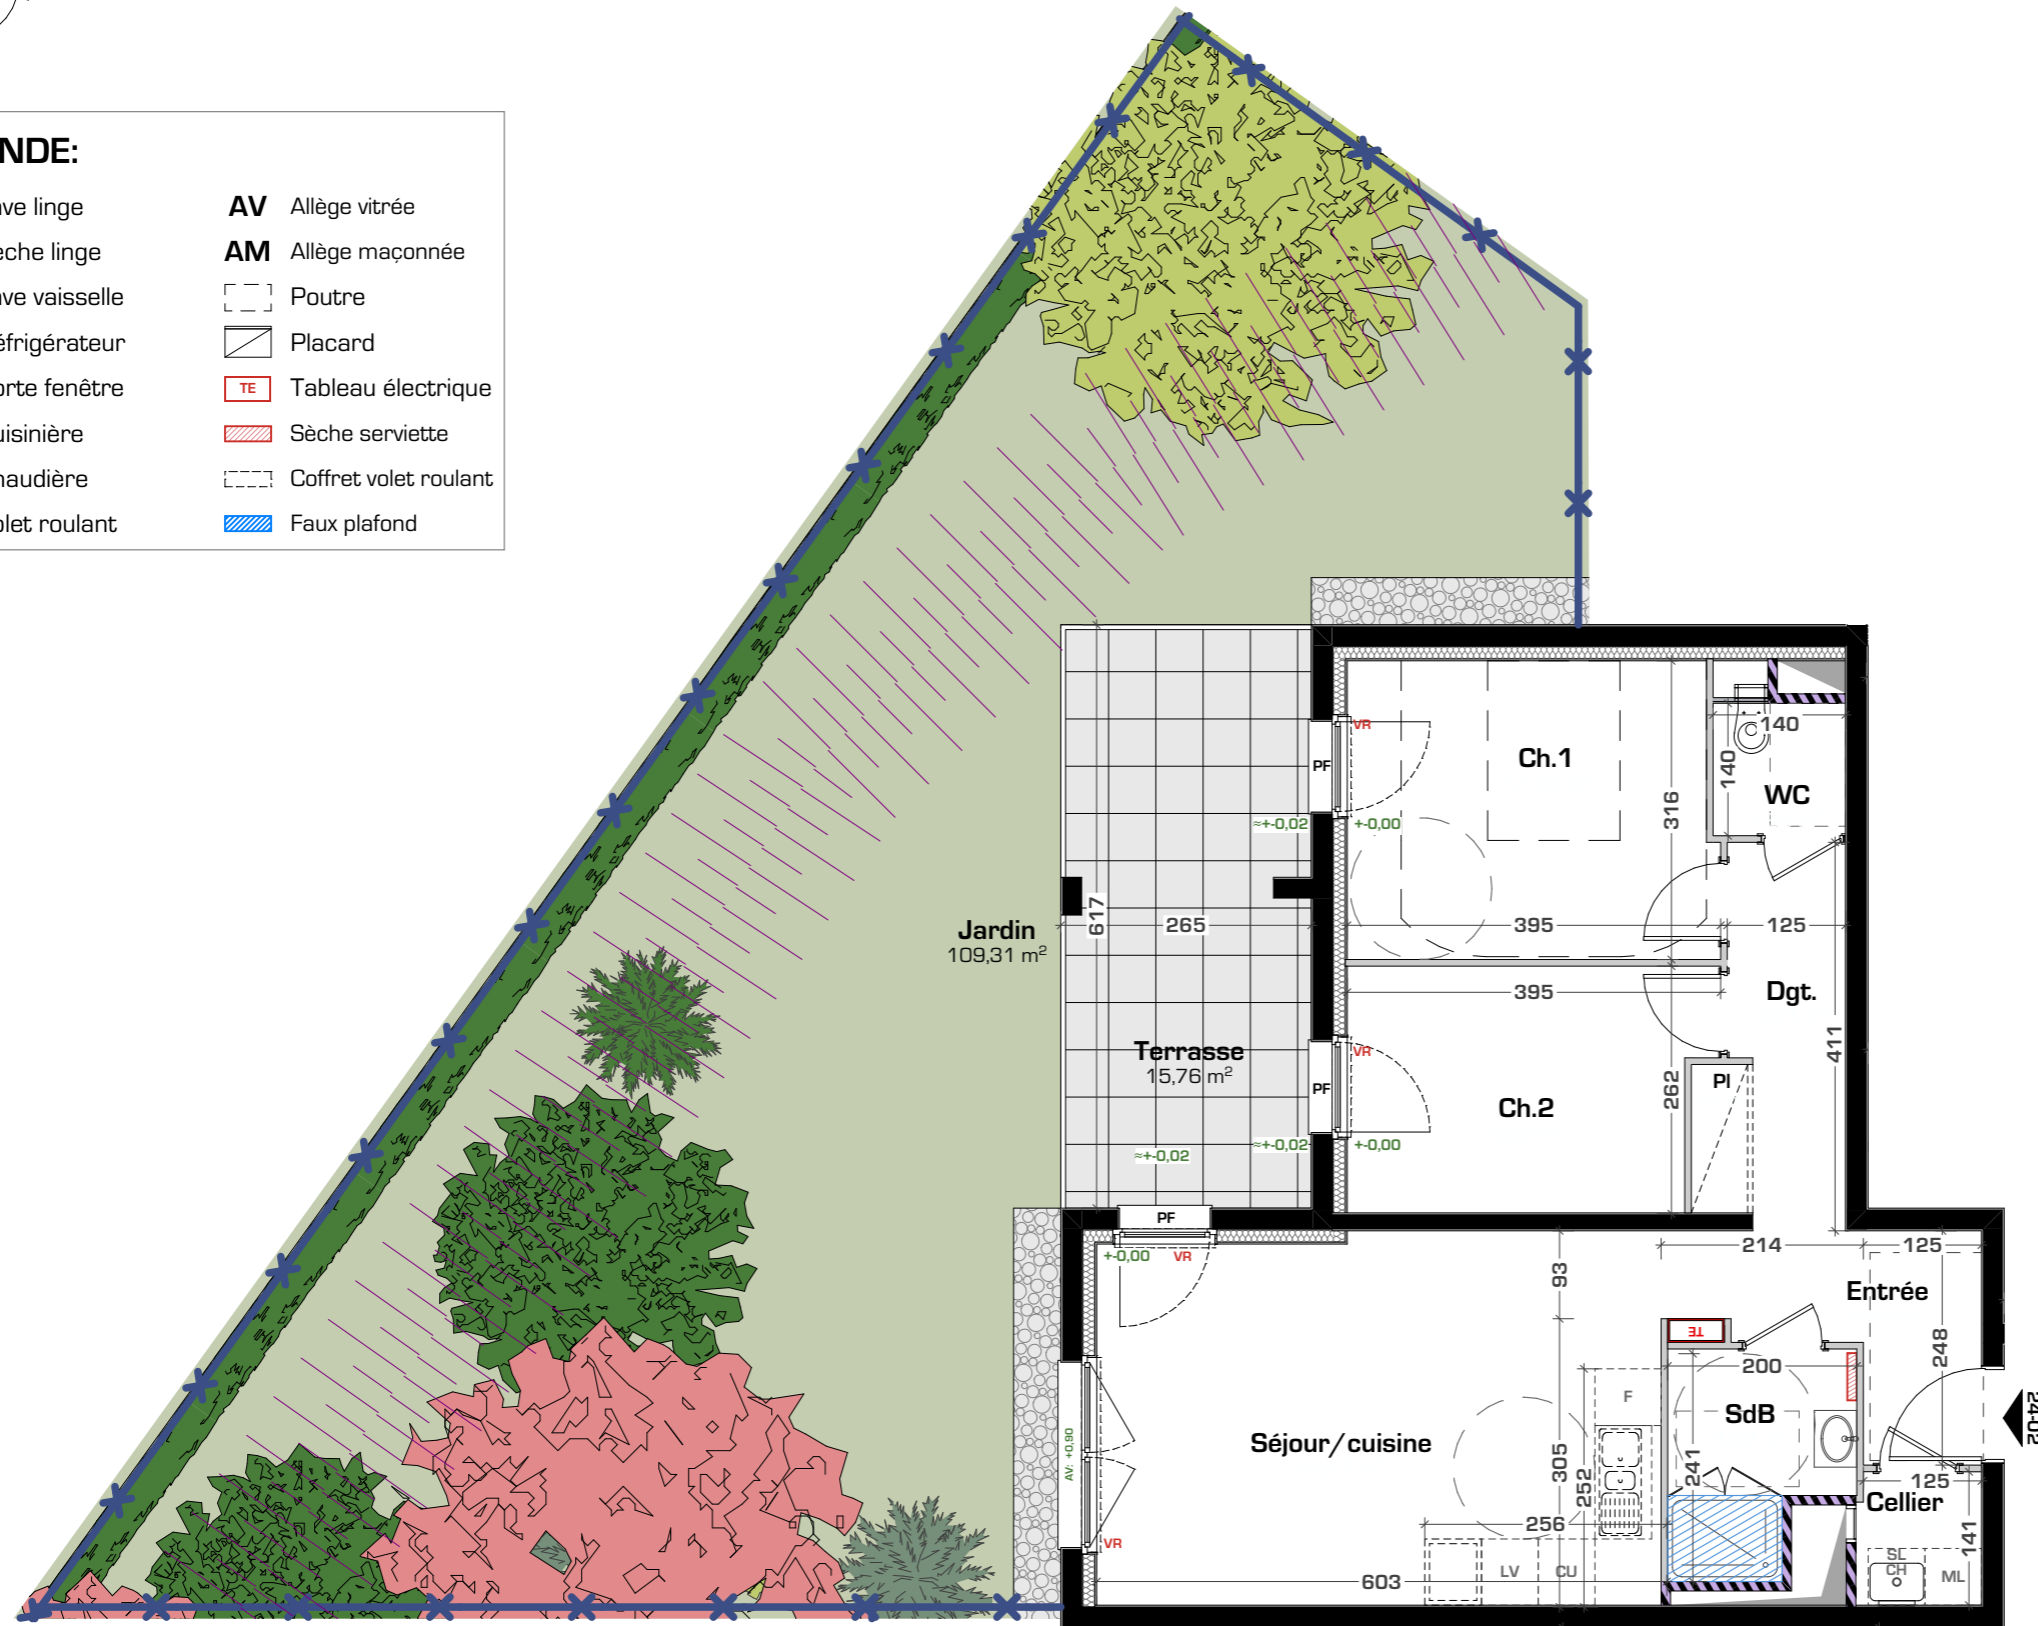 NDE:
ve linge
èche linge
ve vaisselle
éfrigérateur
orte fenêtre
uisinière
haudière
olet roulant
AV Allège vitrée
AM Allège maçonnée
Poutre
Placard
TE Tableau électrique
Sèche serviette
Coffret volet roulant
Faux plafond
VR
PF
Ch.1
140
140
WC
316
≈+-0,02
+-0,00
617
265
395
125
Jardin
109,31 m²
395
Dgt.
411
Terrasse
15,76 m²
VR
PF
Ch.2
262
Pl
≈+-0,02
≈+-0,02
+-0,00
PF
+-0,00
VR
93
214
125
Entrée
TE
248
200
F
SdB
24-02
AV: +0,90
Séjour/cuisine
305
252
241
125
Cellier
256
VR
141
603
LV
CU
SL
CH
ML